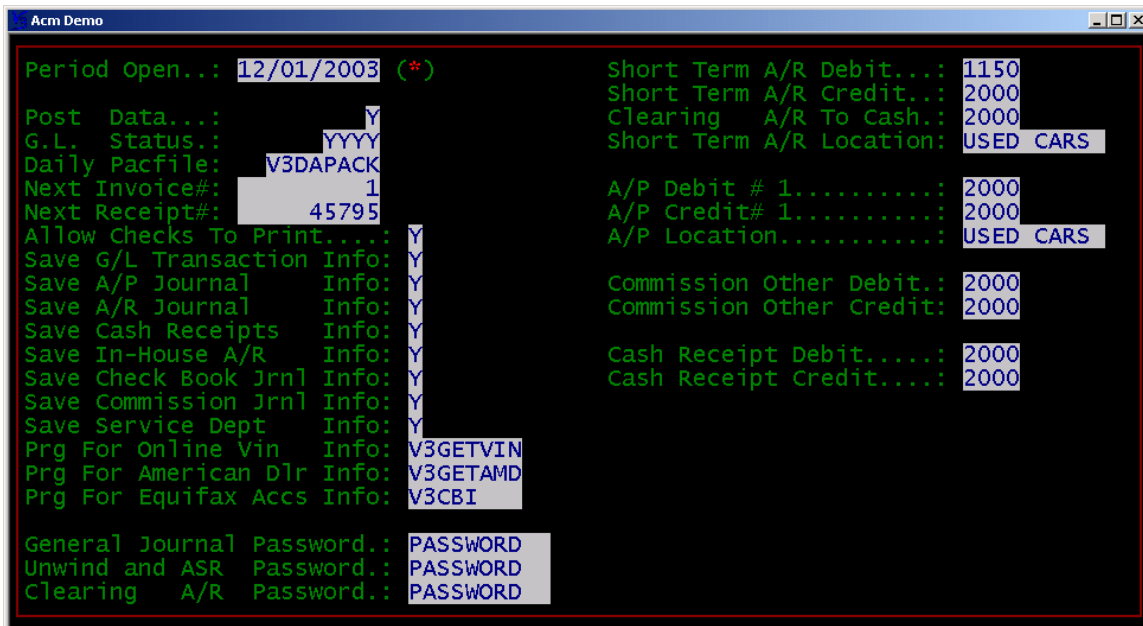 Acm Demo
Period Open..: 12/01/2003 (*)
Post Data...: Y
G.L. Status.: YYYY
Daily Pacfile: V3DAPACK
Next Invoice#: 1
Next Receipt#: 45795
Allow Checks To Print....: Y
Save G/L Transaction Info: Y
Save A/P Journal Info: Y
Save A/R Journal Info: Y
Save Cash Receipts Info: Y
Save In-House A/R Info: Y
Save Check Book Jrnl Info: Y
Save Commission Jrnl Info: Y
Save Service Dept Info: Y
Prg For Online Vin Info: V3GETVIN
Prg For American Dlr Info: V3GETAMD
Prg For Equifax Accs Info: V3CBI
General Journal Password.: PASSWORD
Unwind and ASR Password.: PASSWORD
Clearing A/R Password.: PASSWORD
Short Term A/R Debit...: 1150
Short Term A/R Credit..: 2000
Clearing A/R To Cash.: 2000
Short Term A/R Location: USED CARS
A/P Debit # 1..........: 2000
A/P Credit# 1..........: 2000
A/P Location...........: USED CARS
Commission Other Debit.: 2000
Commission Other Credit: 2000
Cash Receipt Debit.....: 2000
Cash Receipt Credit....: 2000